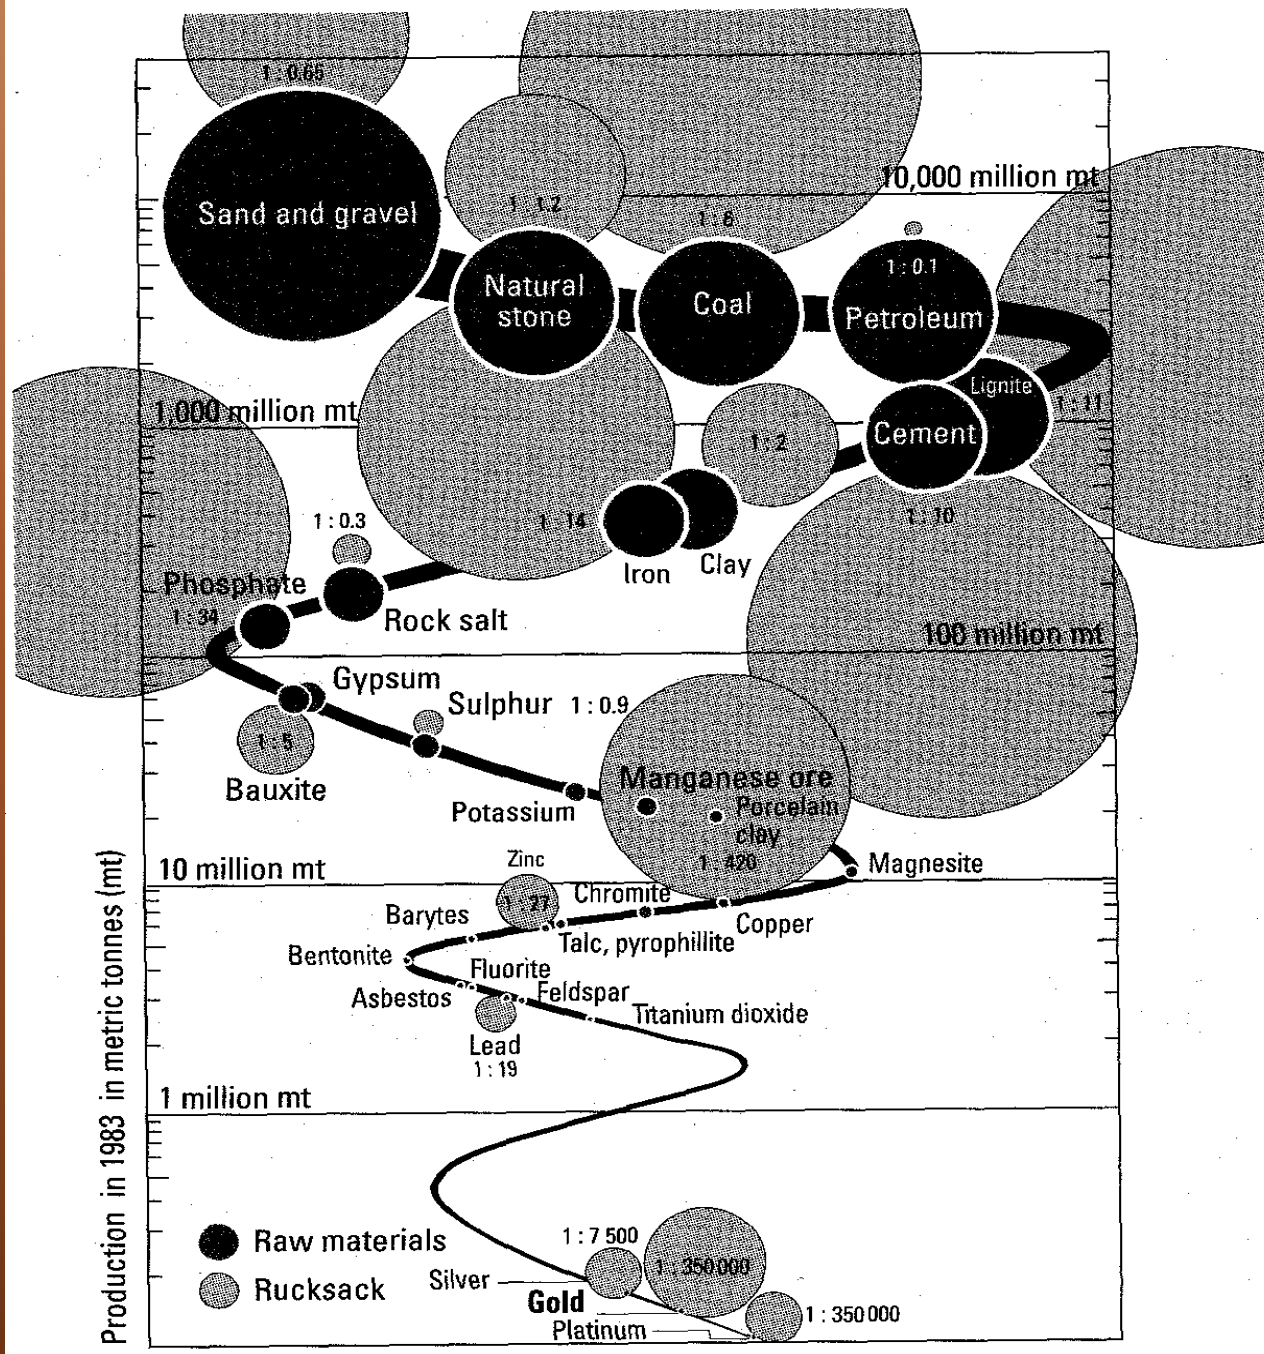 1 : 0.65
10,000 million mt
Sand and gravel
1 : 1.2
1 : 6
1 : 0.1
Natural
stone
Coal
Petroleum
Lignite
1 : 11
1,000 million mt
Cement
1 : 2
1 : 14
1 : 10
1 : 0.3
Iron
Clay
Phosphate
1 : 34
Rock salt
100 million mt
Gypsum
Sulphur 1 : 0.9
1 : 5
Bauxite
Manganese ore
Potassium
Porcelain
clay
1 : 420
10 million mt
Zinc
Magnesite
1 : 27
Chromite
Barytes
Copper
Talc, pyrophillite
Bentonite
Fluorite
Asbestos
Feldspar
Titanium dioxide
Lead
1 : 19
1 million mt
Production in 1983 in metric tonnes (mt)
Raw materials
Rucksack
1 : 7 500
1 : 350 000
Silver
Gold
Platinum
1 : 350 000